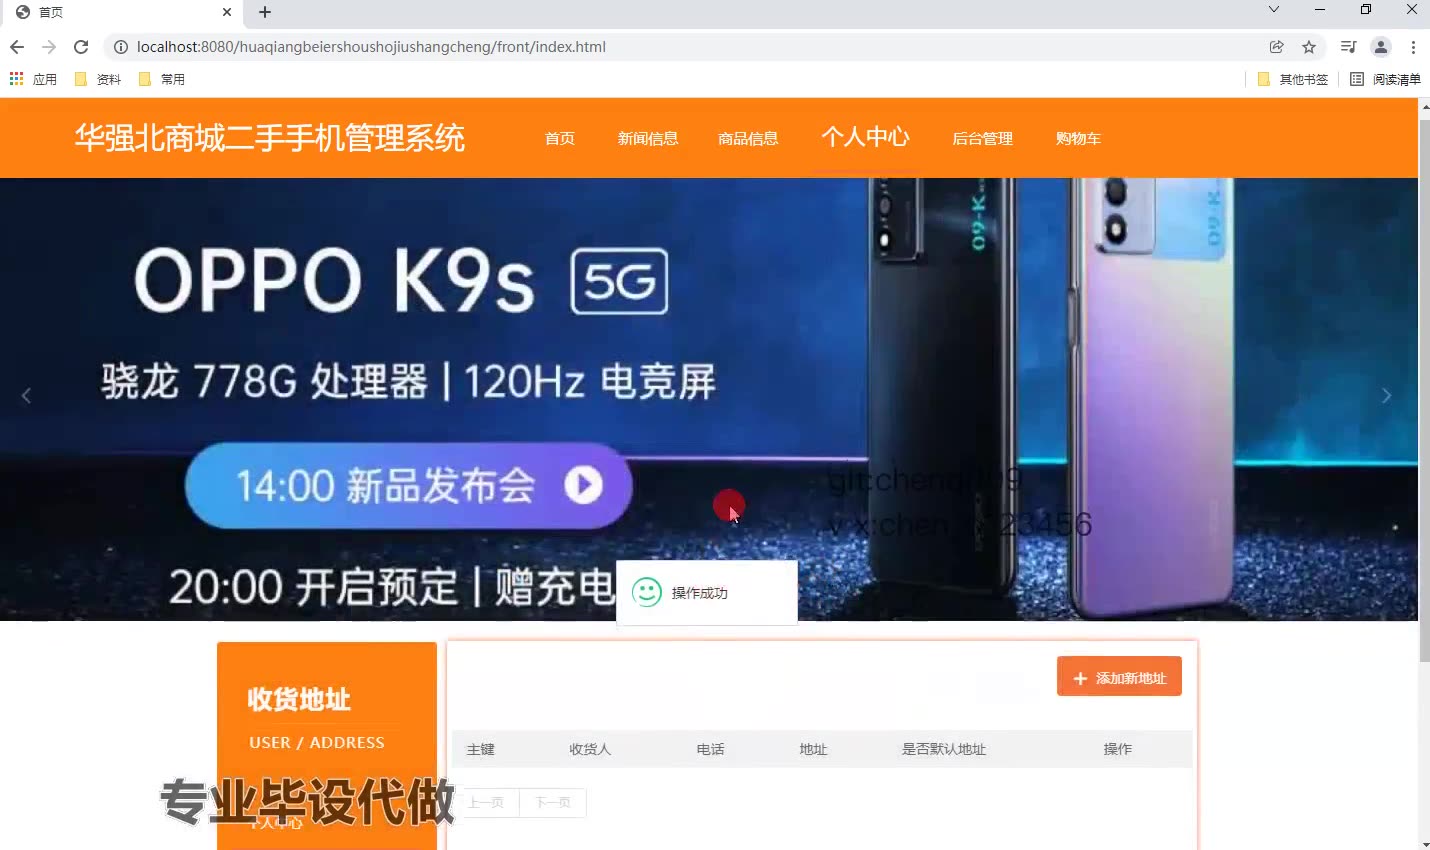 首页
localhost:8080/huaqiangbeiershoushojiushangcheng/front/index.html
应用 资料 常用 其他书签 阅读清单
华强北商城二手手机管理系统 首页 新闻信息 商品信息 个人中心 后台管理 购物车
OPPO K9s 5G
骁龙 778G 处理器 | 120Hz 电竞屏
14:00 新品发布会
20:00 开启预定 | 赠充电
操作成功
收货地址
USER / ADDRESS
添加新地址
主键 收货人 电话 地址 是否默认地址 操作
专业毕设代做
个人中心
上一页 下一页